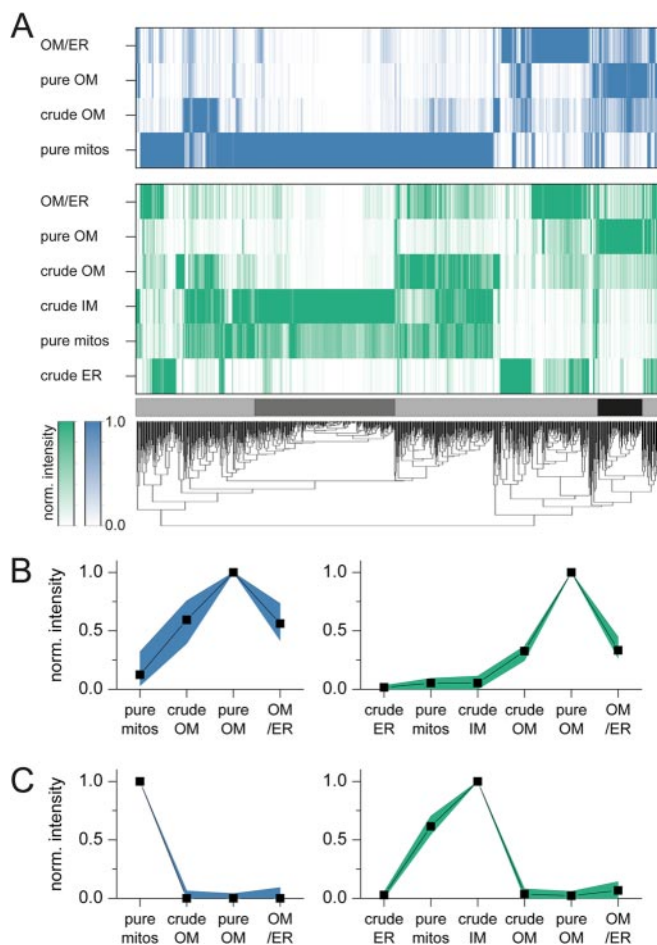 A
OM/ER
pure OM
crude OM
pure mitos
OM/ER
pure OM
crude OM
crude IM
pure mitos
crude ER
norm. intensity
1.0
0.0
B
norm. intensity
1.0
0.5
0.0
pure mitos
crude OM
pure OM
OM /ER
1.0
0.5
0.0
crude ER
pure mitos
crude IM
crude OM
pure OM
OM /ER
C
norm. intensity
1.0
0.5
0.0
pure mitos
crude OM
pure OM
OM /ER
1.0
0.5
0.0
crude ER
pure mitos
crude IM
crude OM
pure OM
OM /ER